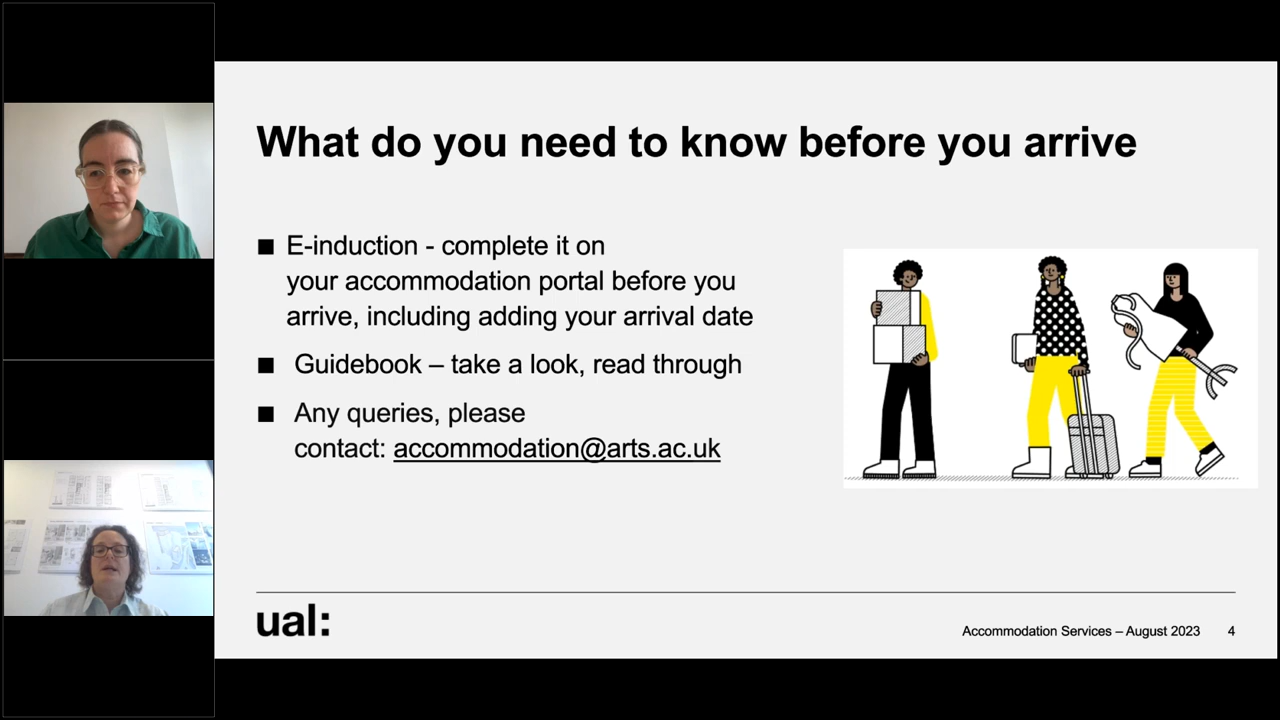 What do you need to know before you arrive
■ E-induction - complete it on
your accommodation portal before you
arrive, including adding your arrival date
■ Guidebook – take a look, read through
■ Any queries, please
contact: accommodation@arts.ac.uk
ual:
Accommodation Services – August 2023 4